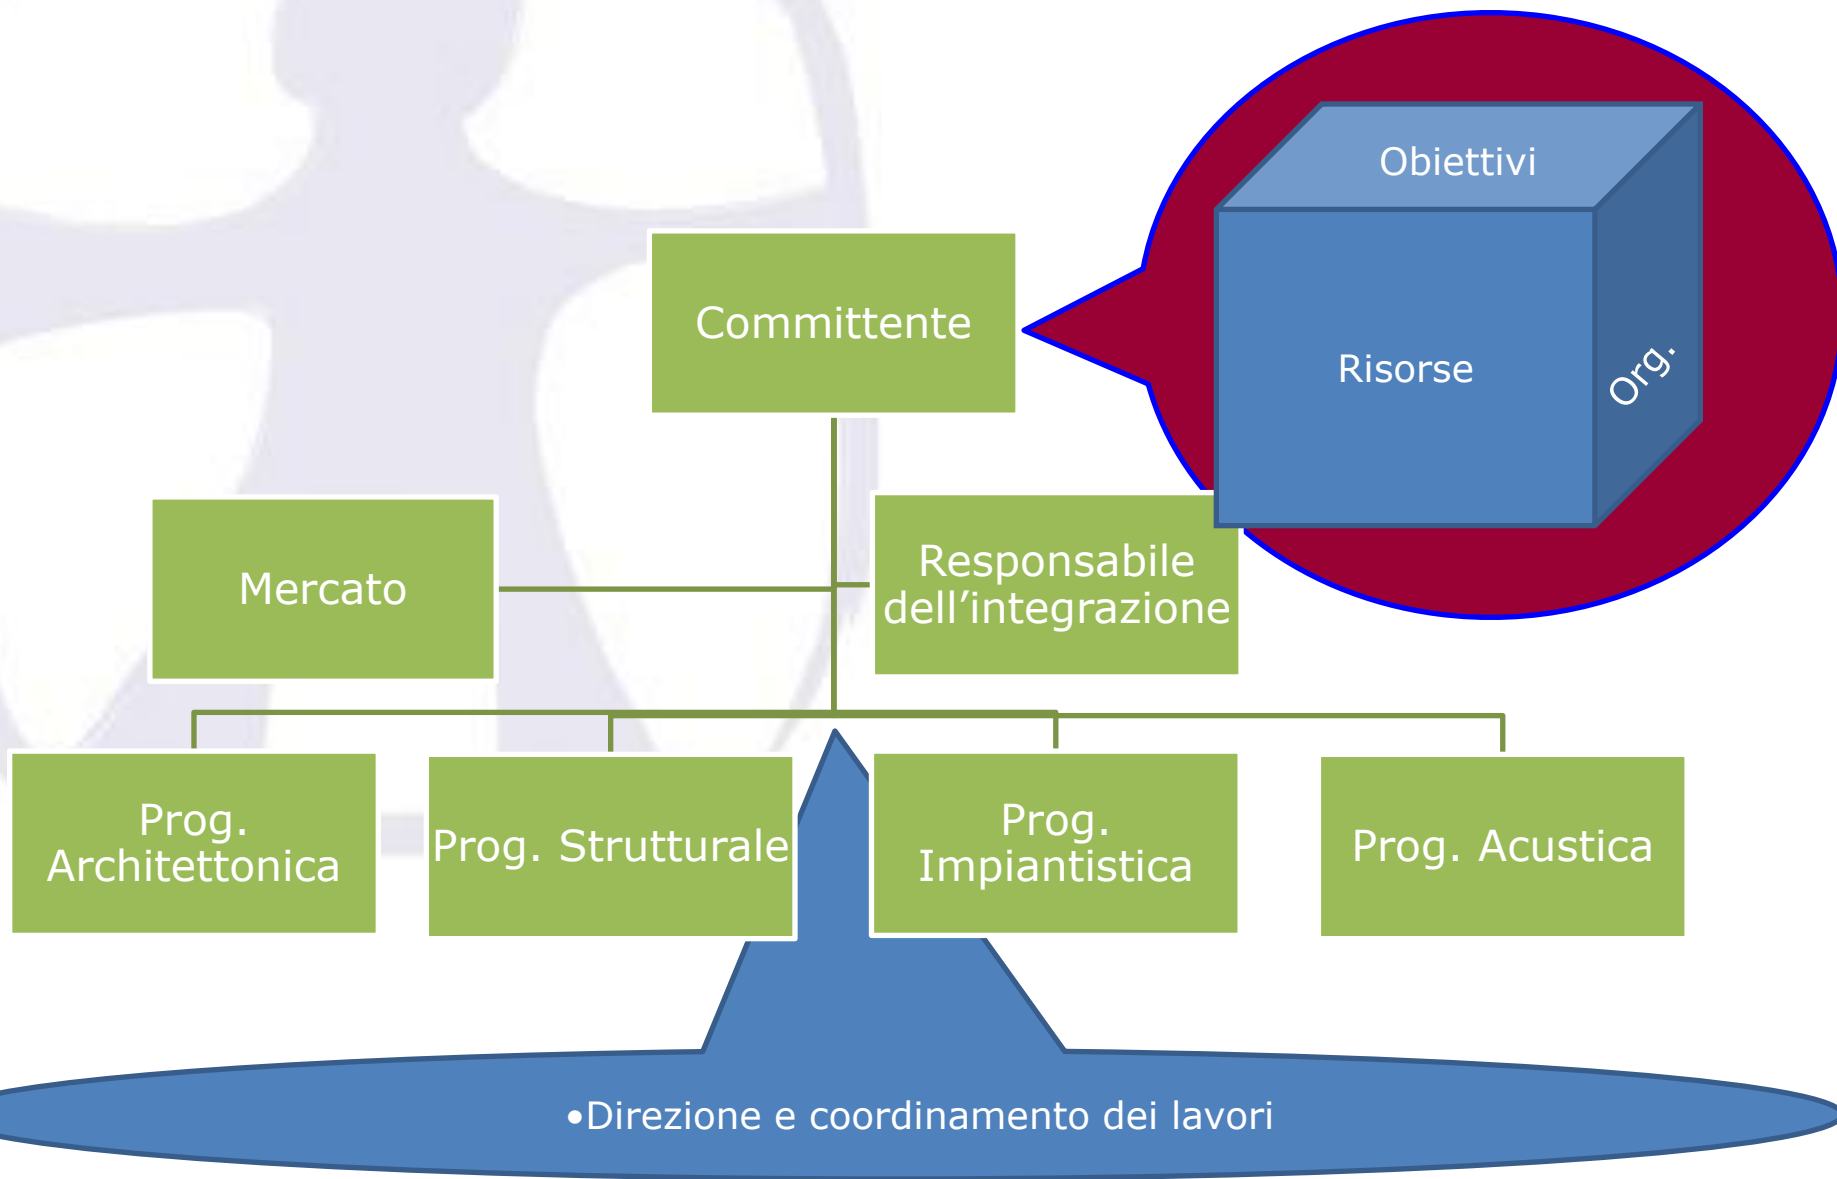 Obiettivi
Committente
Risorse
Org.
Mercato
Responsabile
dell’integrazione
Prog.
Architettonica
Prog. Strutturale
Prog.
Impiantistica
Prog. Acustica
•Direzione e coordinamento dei lavori